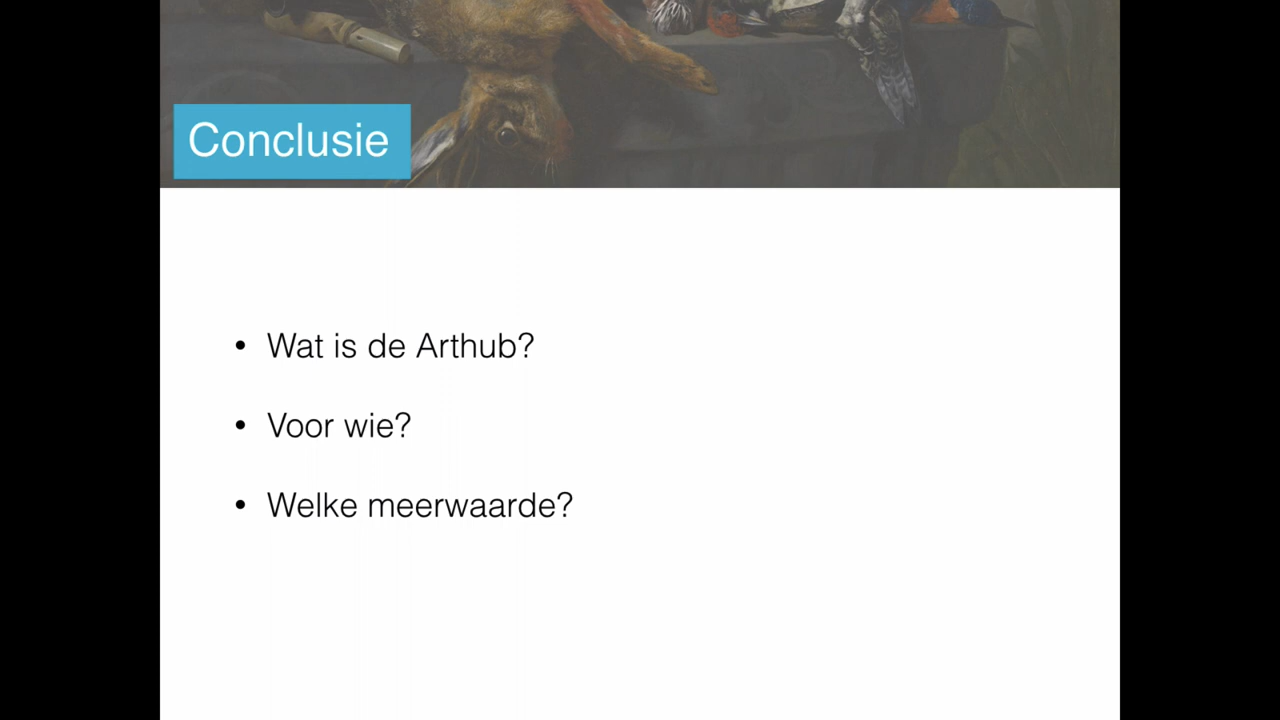 Conclusie
• Wat is de Arthub?
• Voor wie?
• Welke meerwaarde?